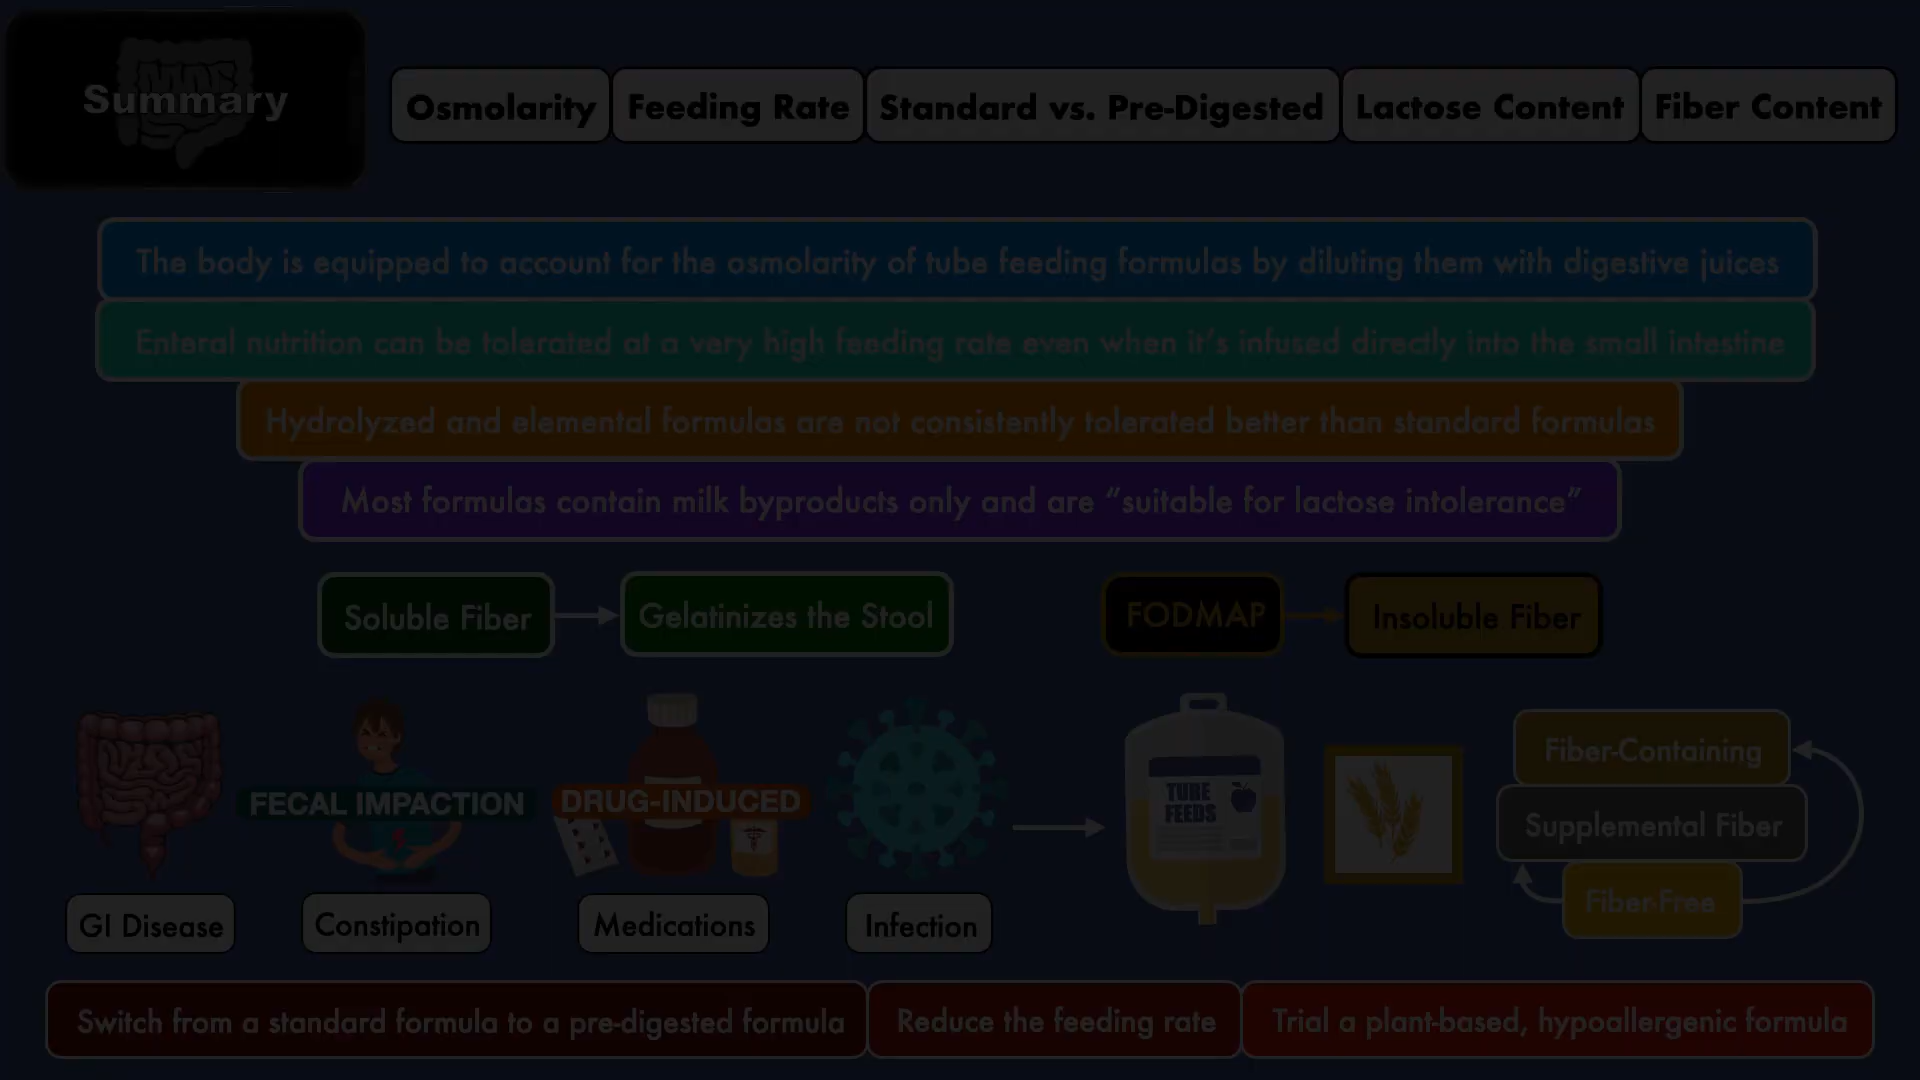 Summary
Osmolarity
Feeding Rate
Standard vs. Pre-Digested
Lactose Content
Fiber Content
The body is equipped to account for the osmolarity of tube feeding formulas by diluting them with digestive juices
Enteral nutrition can be tolerated at a very high feeding rate even when it's infused directly into the small intestine
Hydrolyzed and elemental formulas are not consistently tolerated better than standard formulas
Most formulas contain milk byproducts only and are “suitable for lactose intolerance”
Soluble Fiber
Gelatinizes the Stool
FODMAP
Insoluble Fiber
FECAL IMPACTION
DRUG-INDUCED
TUBE
FEEDS
Fiber-Containing
Supplemental Fiber
Fiber-Free
GI Disease
Constipation
Medications
Infection
Switch from a standard formula to a pre-digested formula
Reduce the feeding rate
Trial a plant-based, hypoallergenic formula